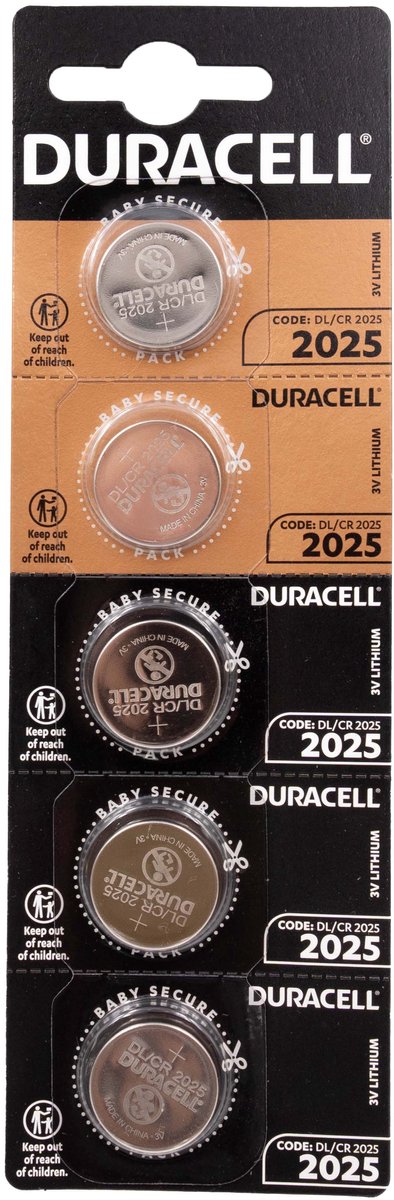 DURACELL®
BABY SECURE
MADE IN CHINA - 3V
DURACELL®
DL/CR 2025
+
PACK
3V LITHIUM
Keep out
of reach
of children.
CODE: DL/CR 2025
2025
DURACELL®
BABY SECURE
+
DL/CR 2025
DURACELL®
MADE IN CHINA - 3V
PACK
3V LITHIUM
Keep out
of reach
of children.
CODE: DL/CR 2025
2025
DURACELL®
BABY SECURE
MADE IN CHINA - 3V
DURACELL®
DL/CR 2025
+
PACK
3V LITHIUM
Keep out
of reach
of children.
CODE: DL/CR 2025
2025
DURACELL®
BABY SECURE
MADE IN CHINA - 3V
DURACELL®
DL/CR 2025
+
PACK
3V LITHIUM
Keep out
of reach
of children.
CODE: DL/CR 2025
2025
DURACELL®
BABY SECURE
+
DL/CR 2025
DURACELL®
MADE IN CHINA - 3V
3V LITHIUM
Keep out
of reach
of children.
CODE: DL/CR 2025
2025